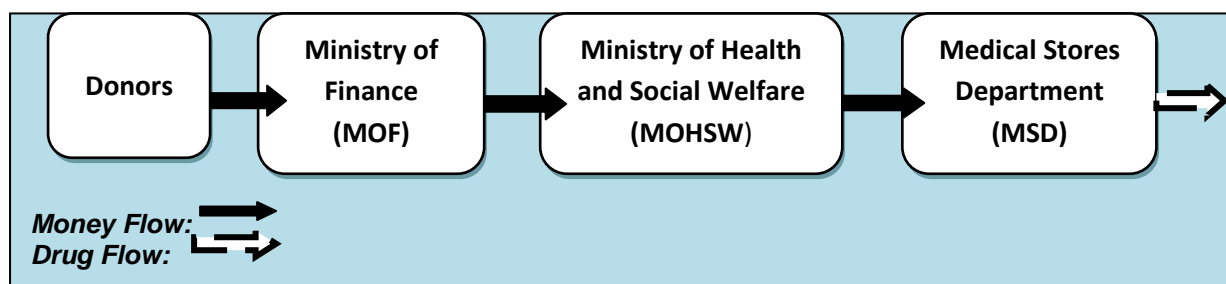 Donors
Ministry of
Finance
(MOF)
Ministry of Health
and Social Welfare
(MOHSW)
Medical Stores
Department
(MSD)
Money Flow:
Drug Flow: